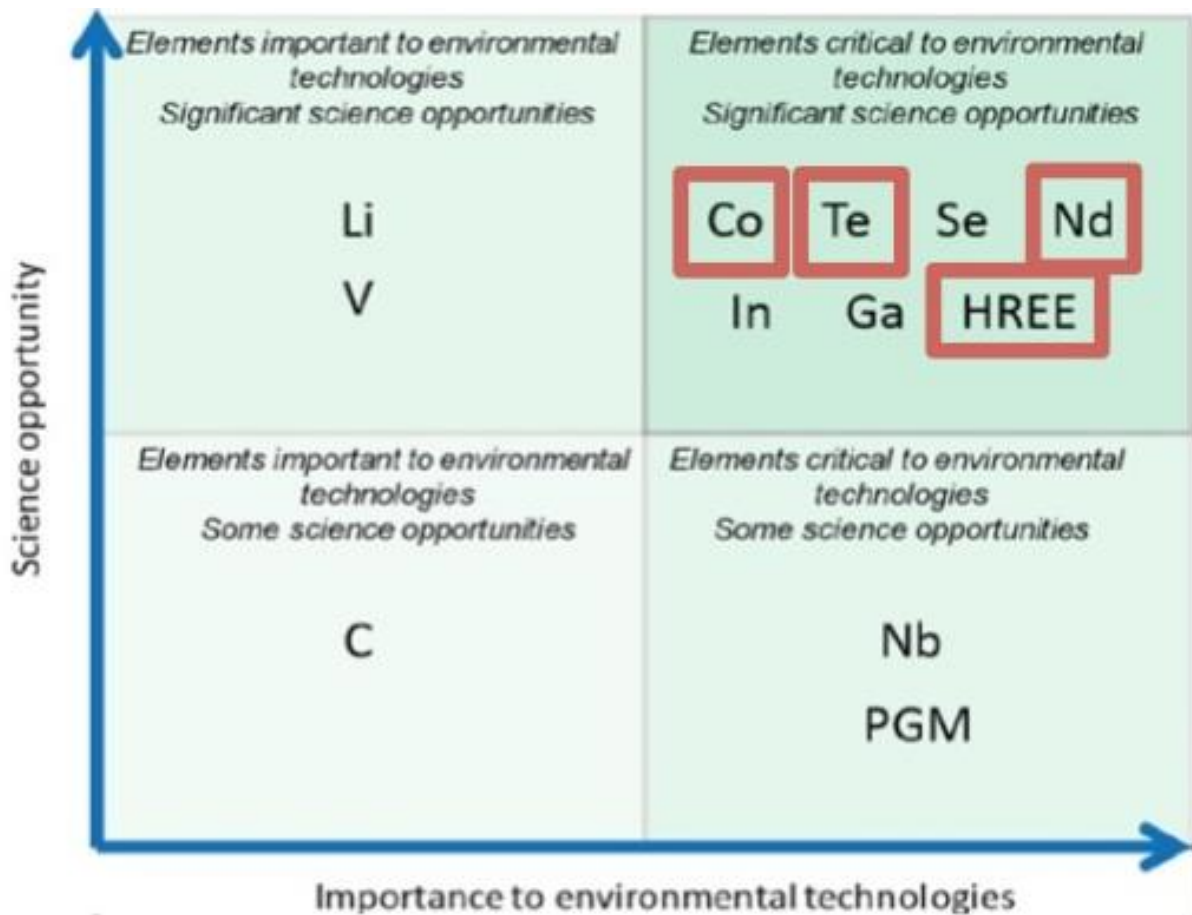 Elements important to environmental
technologies
Significant science opportunities
Li
V
Elements critical to environmental
technologies
Significant science opportunities
Co Te Se Nd
In Ga HREE
Elements important to environmental
technologies
Some science opportunities
C
Elements critical to environmental
technologies
Some science opportunities
Nb
PGM
Science opportunity
Importance to environmental technologies